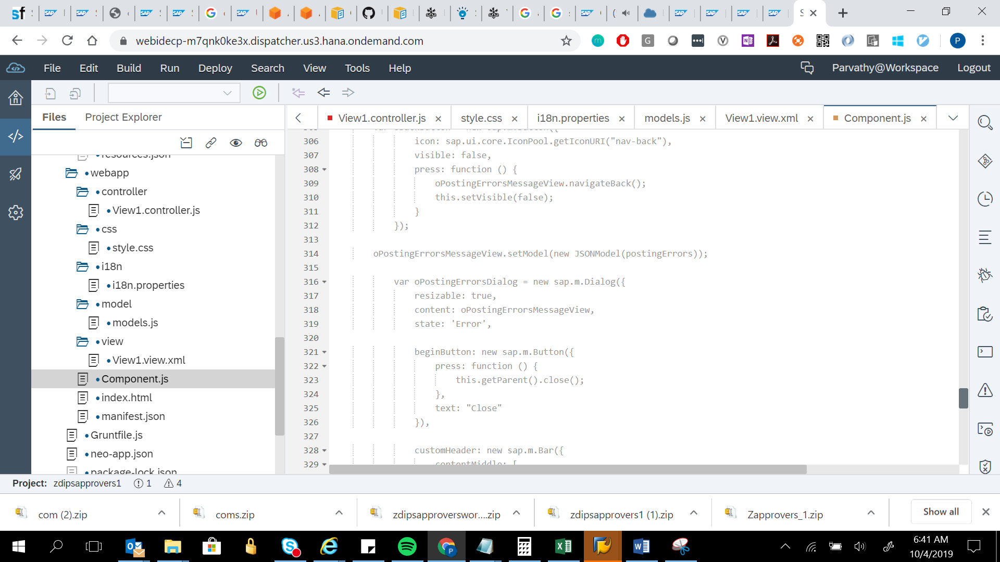 webidecp-m7qnk0ke3x.dispatcher.us3.hana.ondemand.com
P
File Edit Build Run Deploy Search View Tools Help
Parvathy@Workspace Logout
Files Project Explorer
View1.controller.js × style.css × i18n.properties × models.js × View1.view.xml × Component.js ×
resources.json
webapp
controller
View1.controller.js
css
style.css
i18n
i18n.properties
model
models.js
view
View1.view.xml
Component.js
index.html
manifest.json
Gruntfile.js
neo-app.json
package-lock.json
306 icon: sap.ui.core.IconPool.getIconURI("nav-back"),
307 visible: false,
308 press: function () {
309 oPostingErrorsMessageView.navigateBack();
310 this.setVisible(false);
311 }
312 });
313
314 oPostingErrorsMessageView.setModel(new JSONModel(postingErrors));
315
316 var oPostingErrorsDialog = new sap.m.Dialog({
317 resizable: true,
318 content: oPostingErrorsMessageView,
319 state: 'Error',
320
321 beginButton: new sap.m.Button({
322 press: function () {
323 this.getParent().close();
324 },
325 text: "Close"
326 }),
327
328 customHeader: new sap.m.Bar({
329 contentMiddle: [
Project: zdipsapprovers1 1 4
com (2).zip coms.zip zdipsapproverswor....zip zdipsapprovers1 (1).zip Zapprovers_1.zip Show all
6:41 AM
10/4/2019